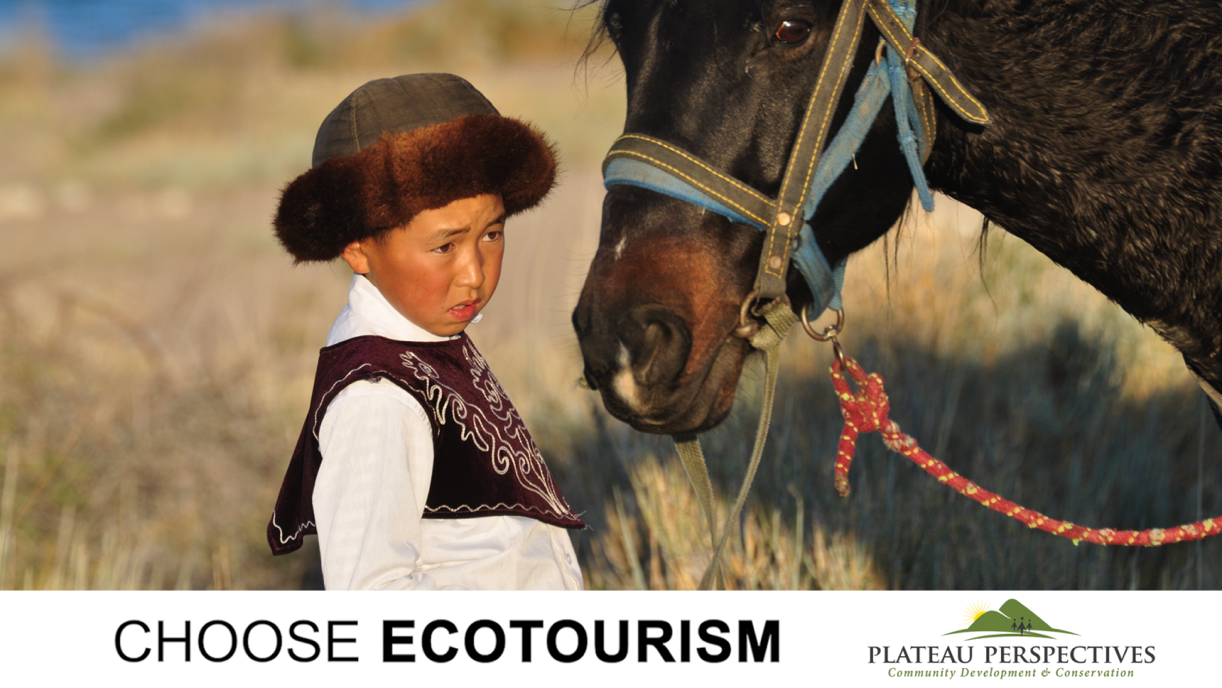 CHOOSE ECOTOURISM
PLATEAU PERSPECTIVES
Community Development & Conservation